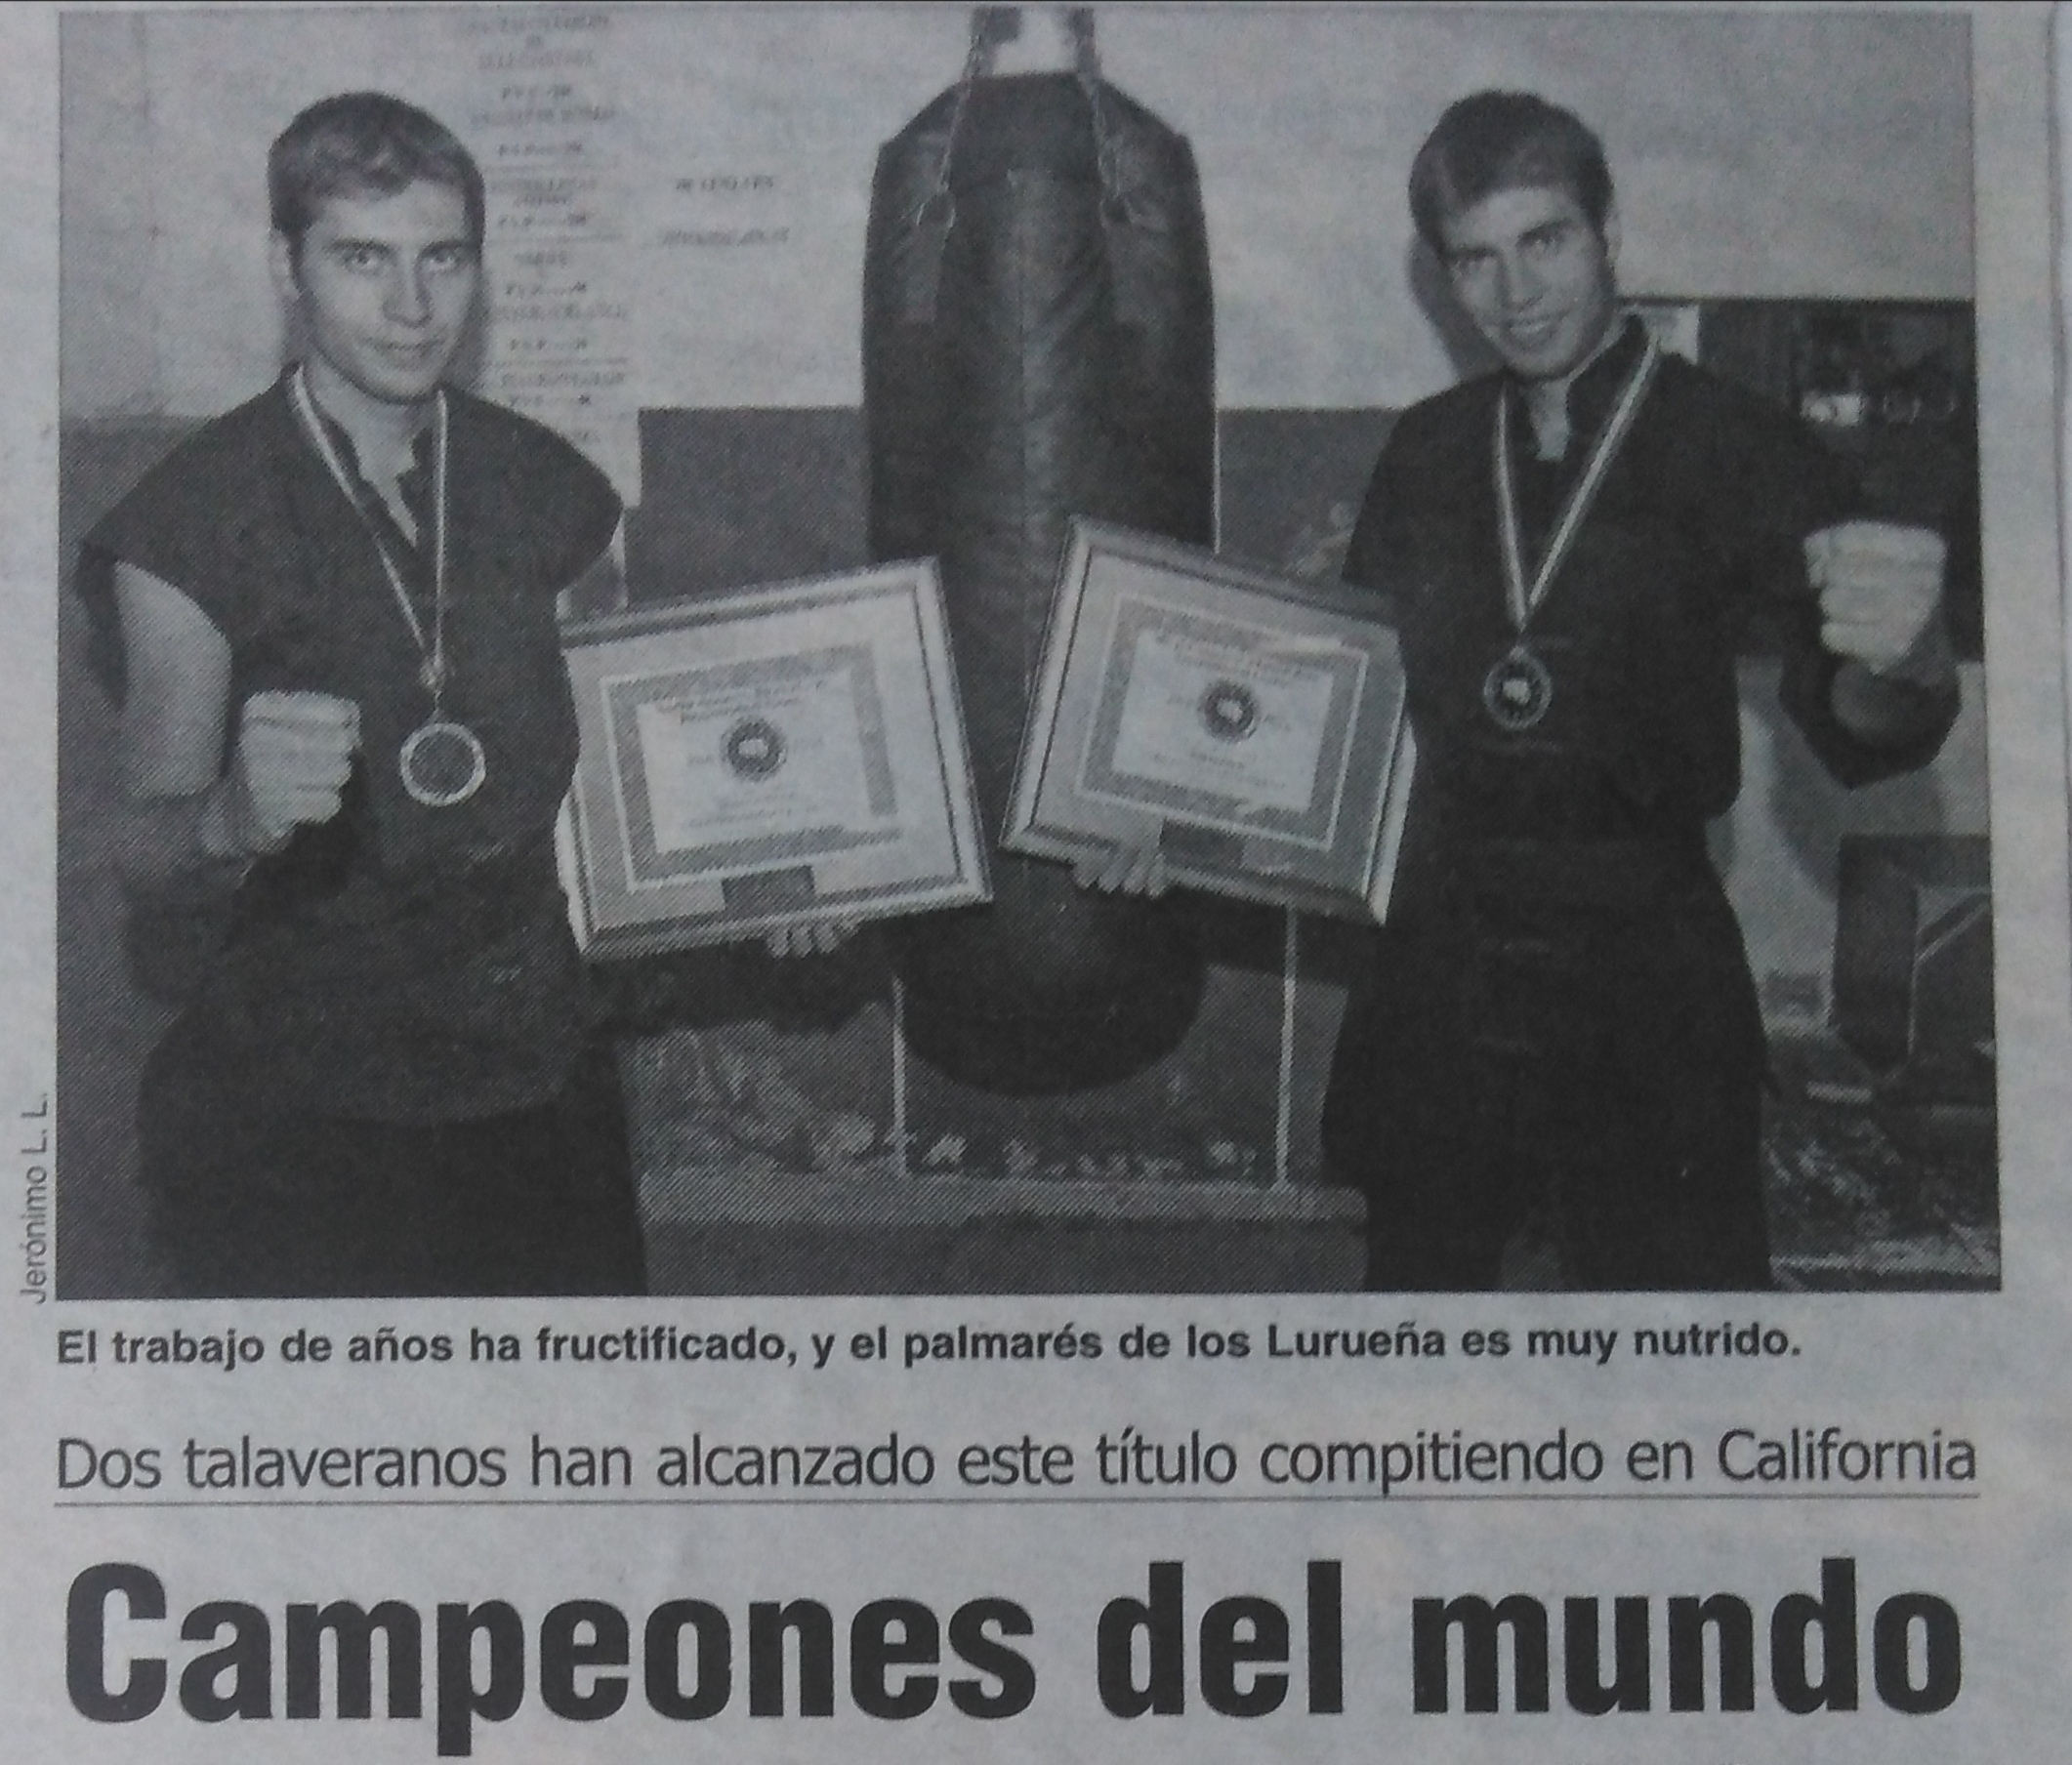 Jerónimo L. L.
El trabajo de años ha fructificado, y el palmarés de los Lurueña es muy nutrido.
Dos talaveranos han alcanzado este título compitiendo en California
Campeones del mundo